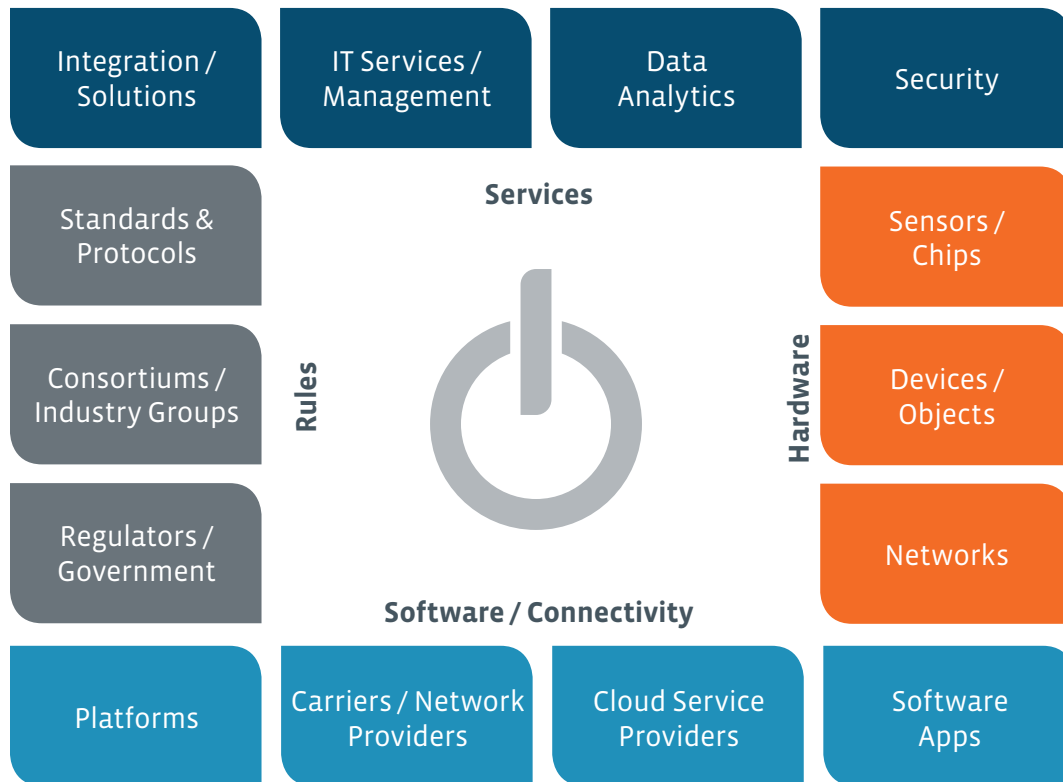 Integration /
Solutions
IT Services /
Management
Data
Analytics
Security
Services
Standards &
Protocols
Sensors /
Chips
Consortiums /
Industry Groups
Rules
Hardware
Devices /
Objects
Regulators /
Government
Networks
Software / Connectivity
Platforms
Carriers / Network
Providers
Cloud Service
Providers
Software
Apps